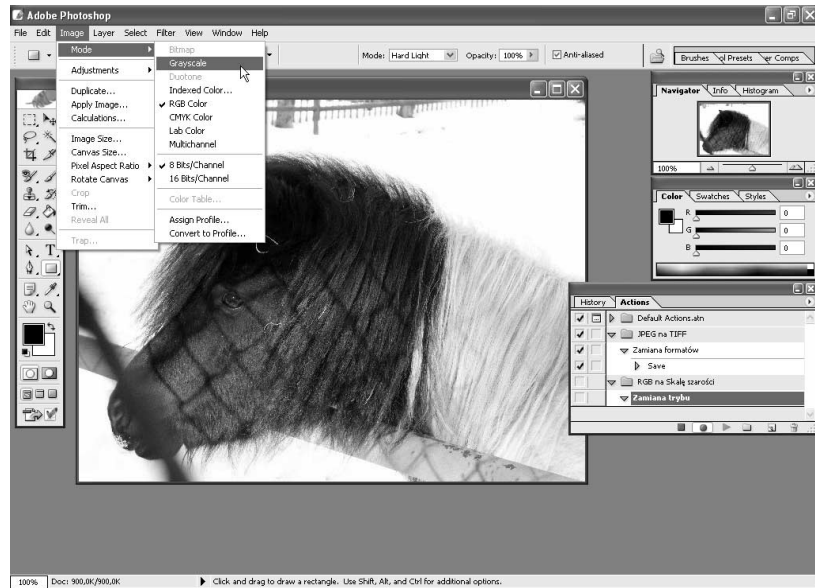 Adobe Photoshop
File Edit Image Layer Select Filter View Window Help
Mode: Hard Light Opacity: 100% Anti-aliased
Brushes Presets Comps
Mode
Adjustments
Duplicate...
Apply Image...
Calculations...
Image Size...
Canvas Size...
Pixel Aspect Ratio
Rotate Canvas
Crop
Trim...
Reveal All
Trap...
Bitmap
Grayscale
Duotone
Indexed Color...
RGB Color
CMYK Color
Lab Color
Multichannel
8 Bits/Channel
16 Bits/Channel
Color Table...
Assign Profile...
Convert to Profile...
Navigator Info Histogram
100%
Color Swatches Styles
R 0
G 0
B 0
History Actions
Default Actions.atn
JPEG na TIFF
Zamiana formatów
Save
RGB na Skalę szarości
Zamiana trybu
100% Doc: 900,0K/900,0K Click and drag to draw a rectangle. Use Shift, Alt, and Ctrl for additional options.